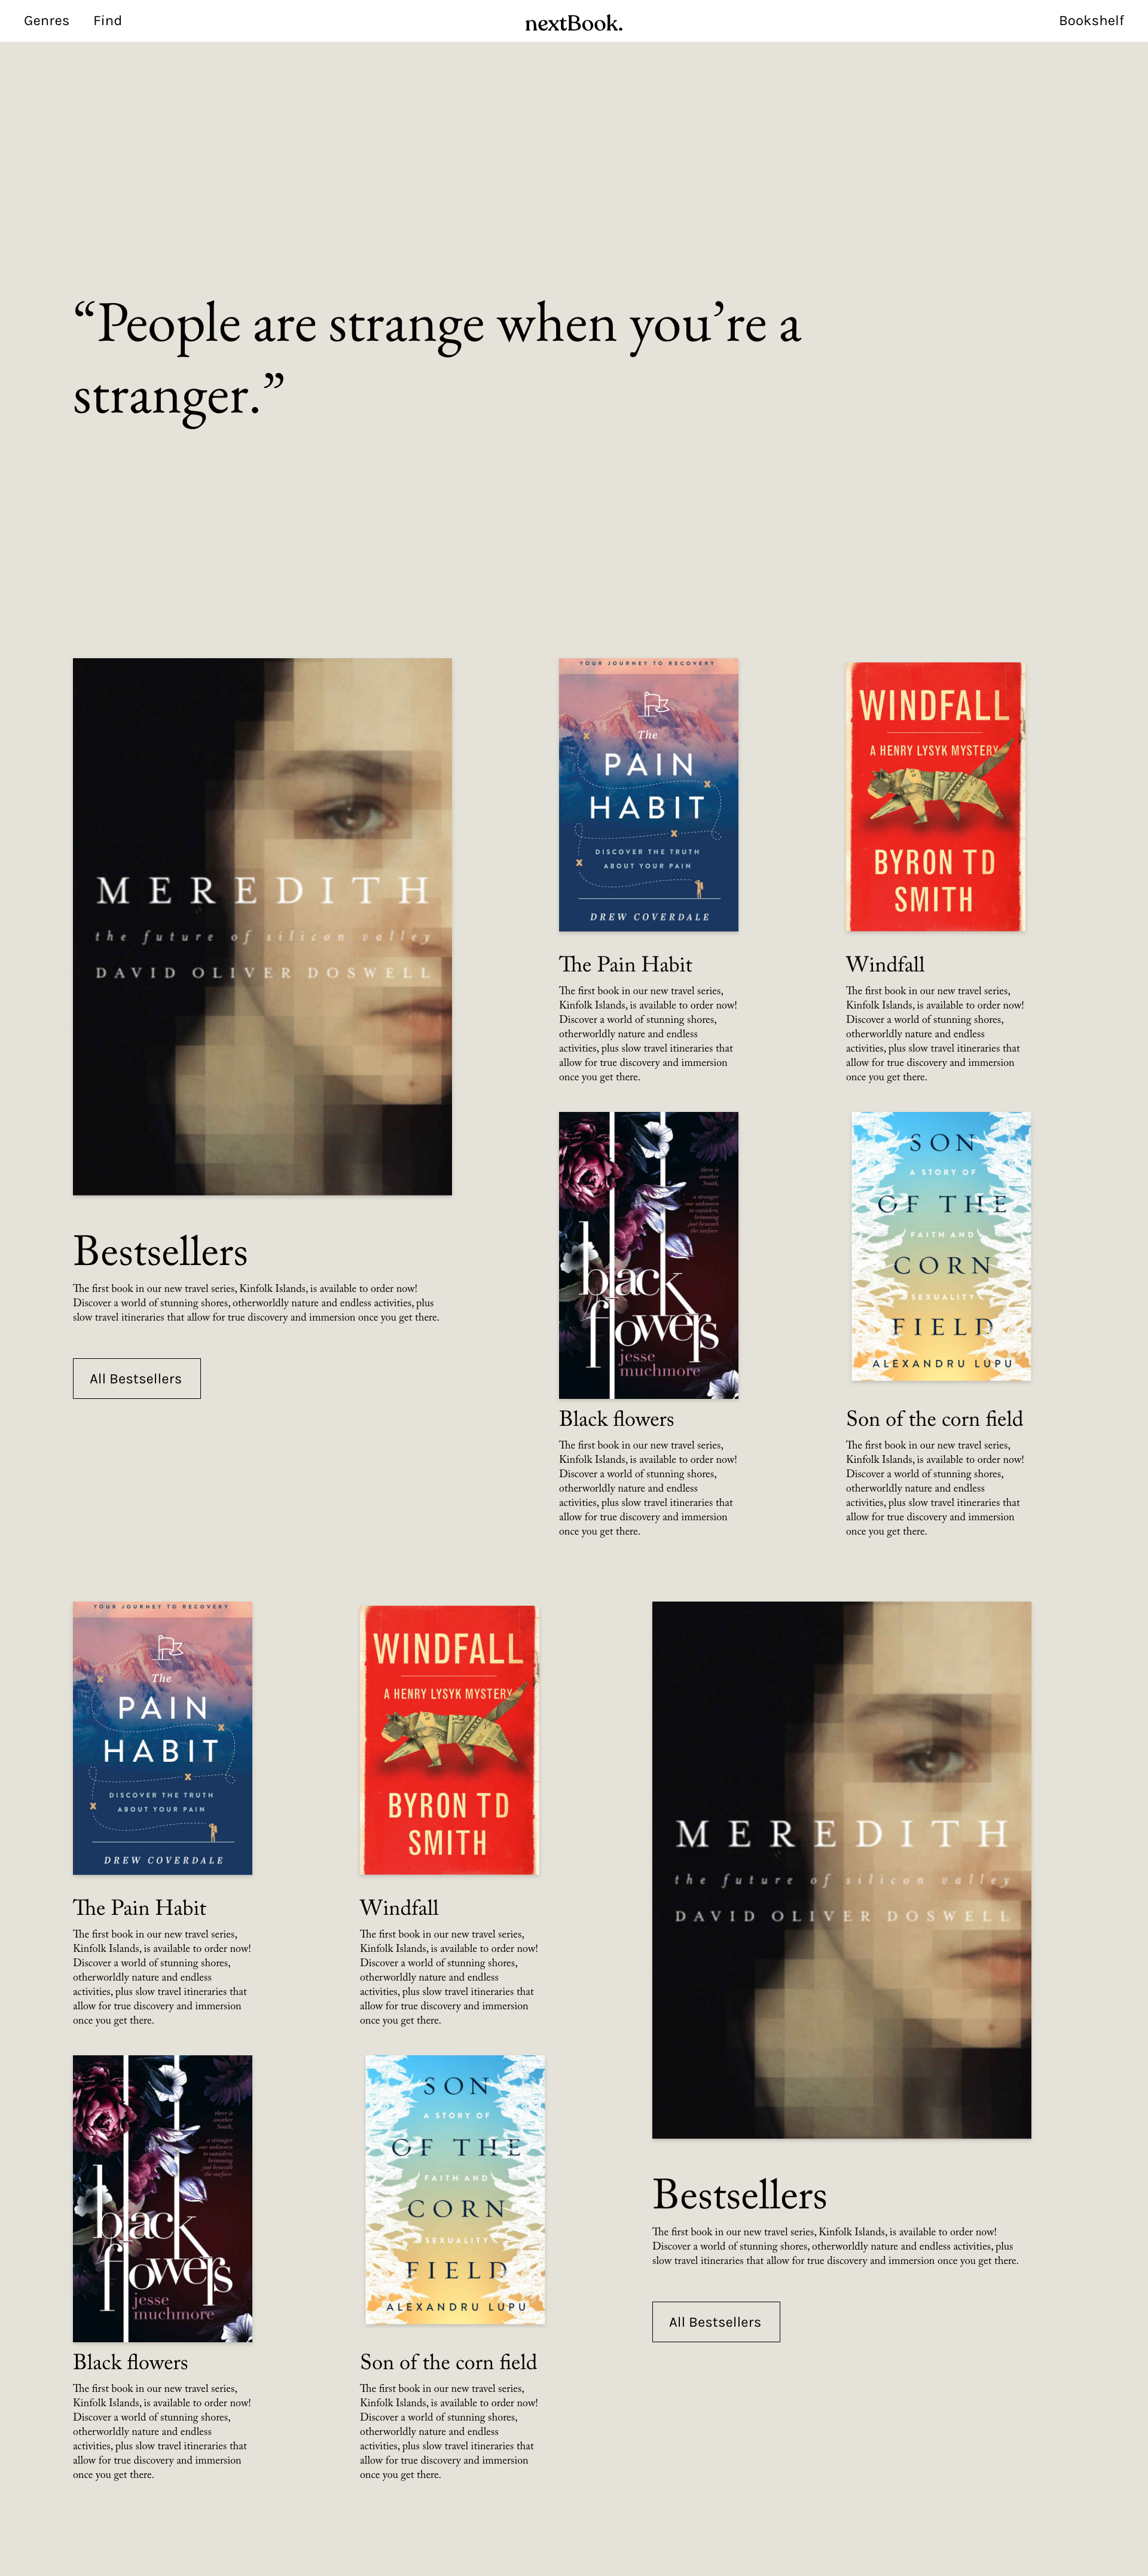 Genres Find nextBook. Bookshelf
“People are strange when you’re a
stranger.”
MEREDITH
the future of silicon valley
DAVID OLIVER DOSWELL
Bestsellers
The first book in our new travel series, Kinfolk Islands, is available to order now!
Discover a world of stunning shores, otherworldly nature and endless activities, plus
slow travel itineraries that allow for true discovery and immersion once you get there.
All Bestsellers
YOUR JOURNEY TO RECOVERY
The
PAIN
HABIT
DISCOVER THE TRUTH
ABOUT YOUR PAIN
DREW COVERDALE
The Pain Habit
The first book in our new travel series,
Kinfolk Islands, is available to order now!
Discover a world of stunning shores,
otherworldly nature and endless
activities, plus slow travel itineraries that
allow for true discovery and immersion
once you get there.
WINDFALL
A HENRY LYSYK MYSTERY
BYRON TD
SMITH
Windfall
The first book in our new travel series,
Kinfolk Islands, is available to order now!
Discover a world of stunning shores,
otherworldly nature and endless
activities, plus slow travel itineraries that
allow for true discovery and immersion
once you get there.
there is
another
South,
a stranger
one unknown
to outsiders,
brimming
just beneath
the surface
black
flowers
jesse
muchmore
Black flowers
The first book in our new travel series,
Kinfolk Islands, is available to order now!
Discover a world of stunning shores,
otherworldly nature and endless
activities, plus slow travel itineraries that
allow for true discovery and immersion
once you get there.
SON
A STORY OF
OF THE
FAITH AND
CORN
SEXUALITY
FIELD
ALEXANDRU LUPU
Son of the corn field
The first book in our new travel series,
Kinfolk Islands, is available to order now!
Discover a world of stunning shores,
otherworldly nature and endless
activities, plus slow travel itineraries that
allow for true discovery and immersion
once you get there.
YOUR JOURNEY TO RECOVERY
The
PAIN
HABIT
DISCOVER THE TRUTH
ABOUT YOUR PAIN
DREW COVERDALE
The Pain Habit
The first book in our new travel series,
Kinfolk Islands, is available to order now!
Discover a world of stunning shores,
otherworldly nature and endless
activities, plus slow travel itineraries that
allow for true discovery and immersion
once you get there.
WINDFALL
A HENRY LYSYK MYSTERY
BYRON TD
SMITH
Windfall
The first book in our new travel series,
Kinfolk Islands, is available to order now!
Discover a world of stunning shores,
otherworldly nature and endless
activities, plus slow travel itineraries that
allow for true discovery and immersion
once you get there.
there is
another
South,
a stranger
one unknown
to outsiders,
brimming
just beneath
the surface
black
flowers
jesse
muchmore
Black flowers
The first book in our new travel series,
Kinfolk Islands, is available to order now!
Discover a world of stunning shores,
otherworldly nature and endless
activities, plus slow travel itineraries that
allow for true discovery and immersion
once you get there.
SON
A STORY OF
OF THE
FAITH AND
CORN
SEXUALITY
FIELD
ALEXANDRU LUPU
Son of the corn field
The first book in our new travel series,
Kinfolk Islands, is available to order now!
Discover a world of stunning shores,
otherworldly nature and endless
activities, plus slow travel itineraries that
allow for true discovery and immersion
once you get there.
MEREDITH
the future of silicon valley
DAVID OLIVER DOSWELL
Bestsellers
The first book in our new travel series, Kinfolk Islands, is available to order now!
Discover a world of stunning shores, otherworldly nature and endless activities, plus
slow travel itineraries that allow for true discovery and immersion once you get there.
All Bestsellers